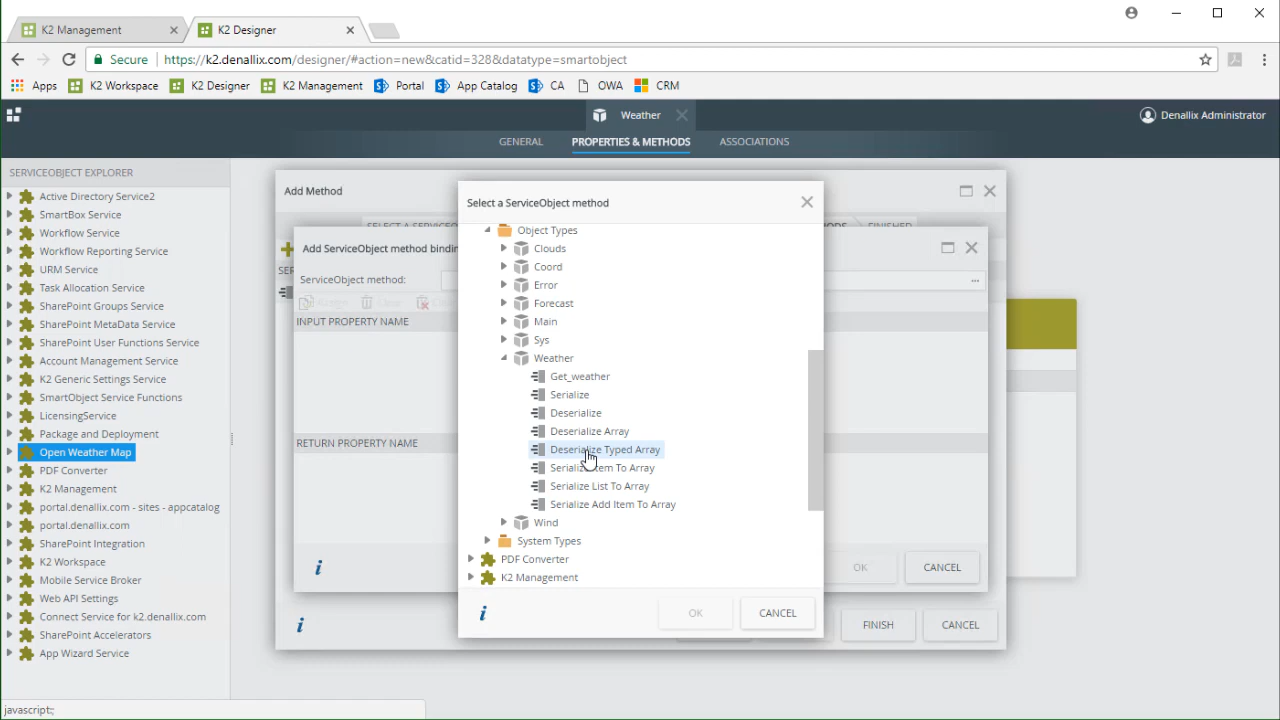 K2 Management
K2 Designer
Secure
https://k2.denallix.com/designer/#action=new&catid=328&datatype=smartobject
Apps K2 Workspace K2 Designer K2 Management Portal App Catalog CA OWA CRM
Weather
Denallix Administrator
GENERAL PROPERTIES & METHODS ASSOCIATIONS
SERVICEOBJECT EXPLORER
Active Directory Service2
SmartBox Service
Workflow Service
Workflow Reporting Service
URM Service
Task Allocation Service
SharePoint Groups Service
SharePoint MetaData Service
SharePoint User Functions Service
Account Management Service
K2 Generic Settings Service
SmartObject Service Functions
LicensingService
Package and Deployment
Open Weather Map
PDF Converter
K2 Management
portal.denallix.com - sites - appcatalog
portal.denallix.com
SharePoint Integration
K2 Workspace
Mobile Service Broker
Web API Settings
Connect Service for k2.denallix.com
SharePoint Accelerators
App Wizard Service
Add Method
FINISHED
Add ServiceObject method
ServiceObject method:
INPUT PROPERTY NAME
RETURN PROPERTY NAME
OK CANCEL
FINISH CANCEL
Select a ServiceObject method
Object Types
Clouds
Coord
Error
Forecast
Main
Sys
Weather
Get_weather
Serialize
Deserialize
Deserialize Array
Deserialize Typed Array
Serialize Item To Array
Serialize List To Array
Serialize Add Item To Array
Wind
System Types
PDF Converter
K2 Management
OK CANCEL
javascript:;